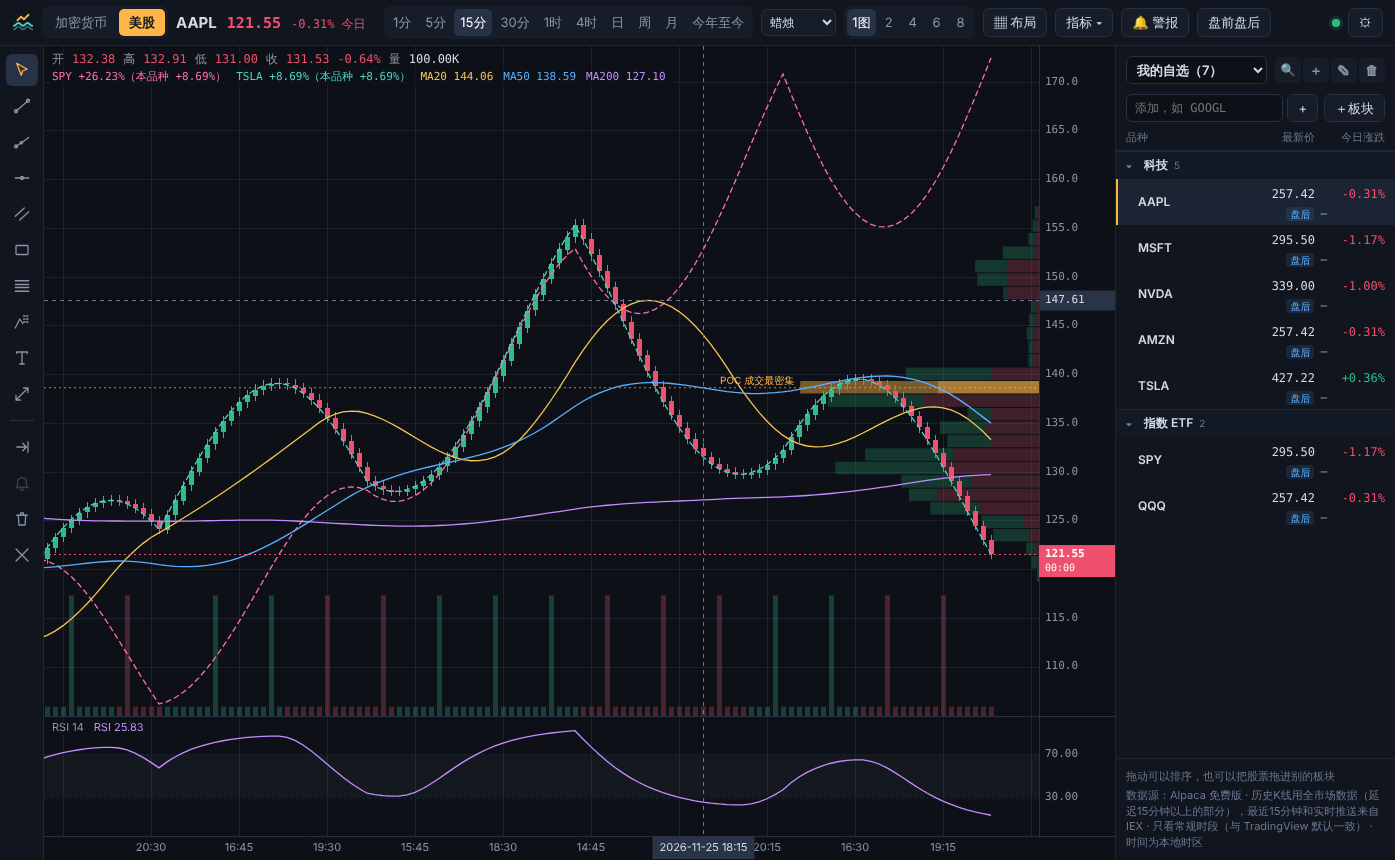 加密货币 美股 AAPL 121.55 -0.31% 今日 1分 5分 15分 30分 1时 4时 日 周 月 今年至今 蜡烛 1图 2 4 6 8 布局 指标 警报 盘前盘后
开 132.38 高 132.91 低 131.00 收 131.53 -0.64% 量 100.00K
SPY +26.23%（本品种 +8.69%） TSLA +8.69%（本品种 +8.69%） MA20 144.06 MA50 138.59 MA200 127.10
170.0
165.0
160.0
155.0
150.0
147.61
145.0
140.0
POC 成交最密集
135.0
130.0
125.0
121.55
00:00
115.0
110.0
RSI 14 RSI 25.83
70.00
30.00
20:30 16:45 19:30 15:45 18:30 14:45 2026-11-25 18:15 20:15 16:30 19:15
我的自选（7）
添加，如 GOOGL + ＋板块
品种 最新价 今日涨跌
科技 5
AAPL 257.42 -0.31%
盘后 —
MSFT 295.50 -1.17%
盘后 —
NVDA 339.00 -1.00%
盘后 —
AMZN 257.42 -0.31%
盘后 —
TSLA 427.22 +0.36%
盘后 —
指数 ETF 2
SPY 295.50 -1.17%
盘后 —
QQQ 257.42 -0.31%
盘后 —
拖动可以排序，也可以把股票拖进别的板块
数据源：Alpaca 免费版 · 历史K线用全市场数据（延
迟15分钟以上的部分），最近15分钟和实时推送来自
IEX · 只看常规时段（与 TradingView 默认一致） ·
时间为本地时区